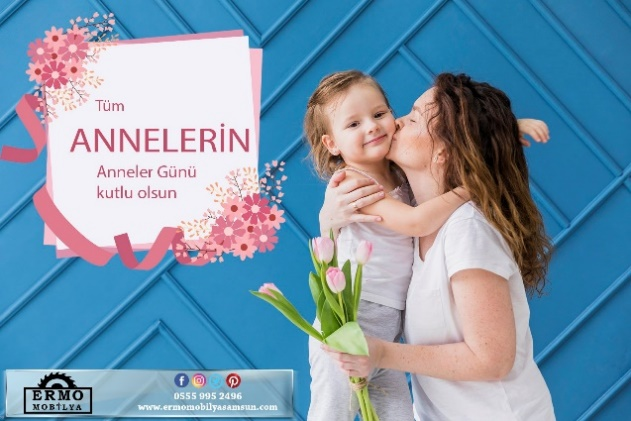 Tüm
ANNELERİN
Anneler Günü
kutlu olsun
ERMO
MOBİLYA
0555 995 2496
www.ermomobilyasamsun.com